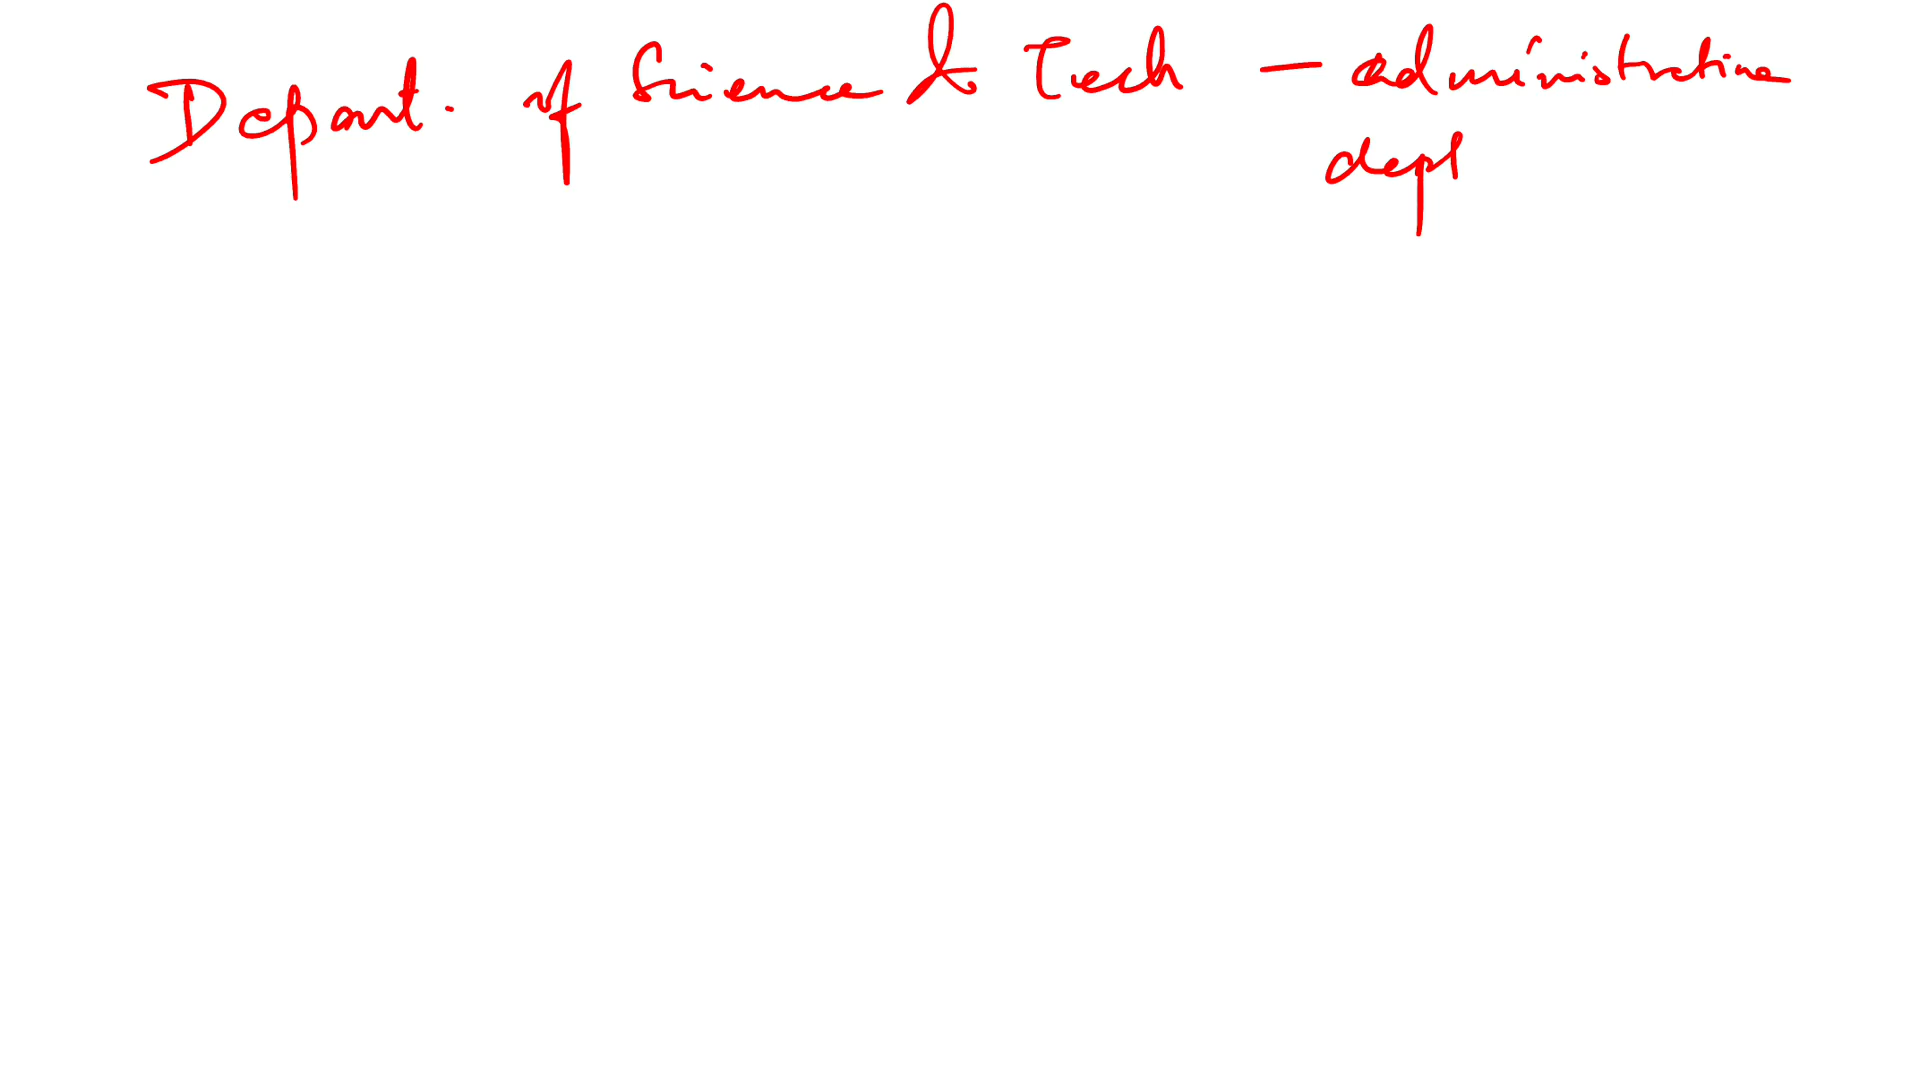 Depart. of Science & Tech — administrative
dept